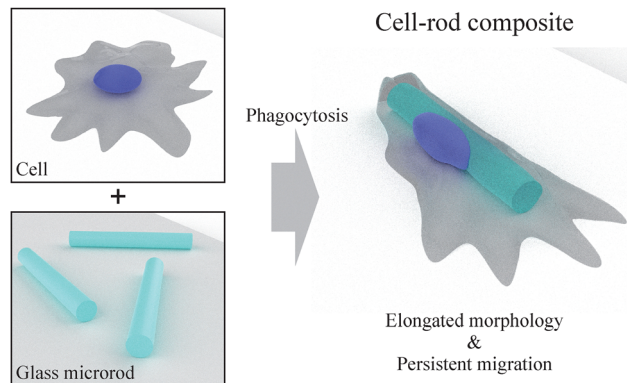 Cell
+
Glass microrod
Phagocytosis
Cell-rod composite
Elongated morphology
&
Persistent migration